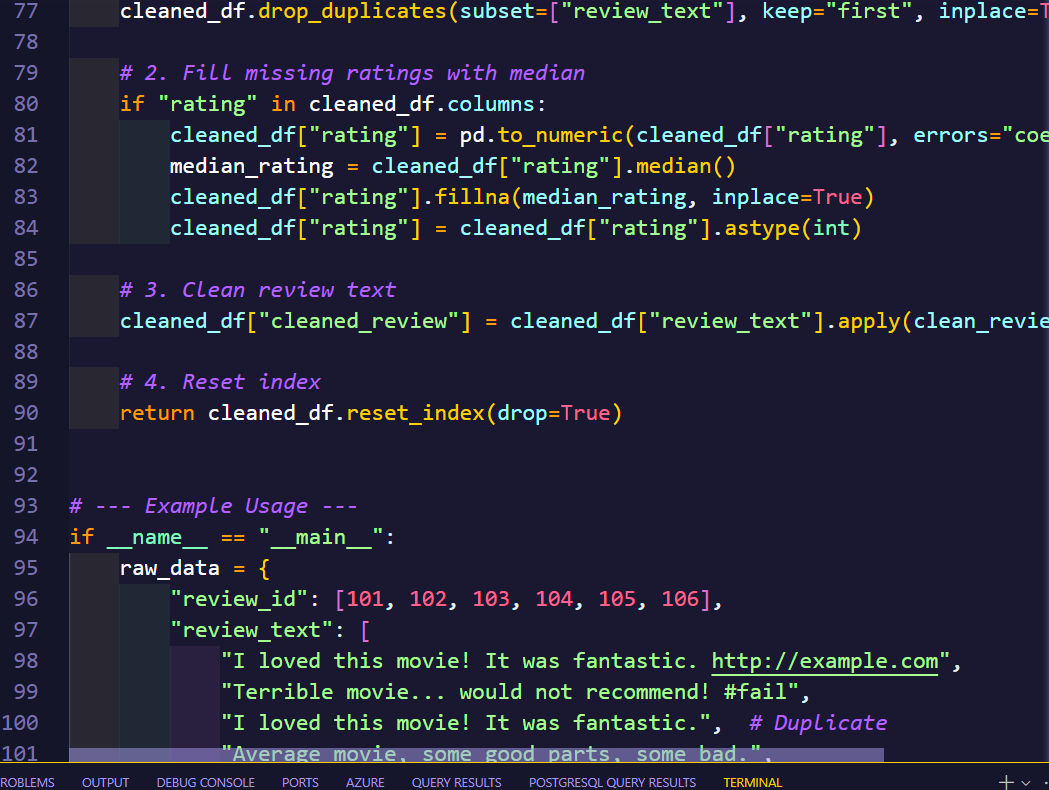 77 cleaned_df.drop_duplicates(subset=["review_text"], keep="first", inplace=T
78
79 # 2. Fill missing ratings with median
80 if "rating" in cleaned_df.columns:
81 cleaned_df["rating"] = pd.to_numeric(cleaned_df["rating"], errors="coe
82 median_rating = cleaned_df["rating"].median()
83 cleaned_df["rating"].fillna(median_rating, inplace=True)
84 cleaned_df["rating"] = cleaned_df["rating"].astype(int)
85
86 # 3. Clean review text
87 cleaned_df["cleaned_review"] = cleaned_df["review_text"].apply(clean_revie
88
89 # 4. Reset index
90 return cleaned_df.reset_index(drop=True)
91
92
93 # --- Example Usage ---
94 if __name__ == "__main__":
95 raw_data = {
96 "review_id": [101, 102, 103, 104, 105, 106],
97 "review_text": [
98 "I loved this movie! It was fantastic. http://example.com",
99 "Terrible movie... would not recommend! #fail",
100 "I loved this movie! It was fantastic.", # Duplicate
101 "Average movie, some good parts, some bad.",
ROBLEMS OUTPUT DEBUG CONSOLE PORTS AZURE QUERY RESULTS POSTGRESQL QUERY RESULTS TERMINAL